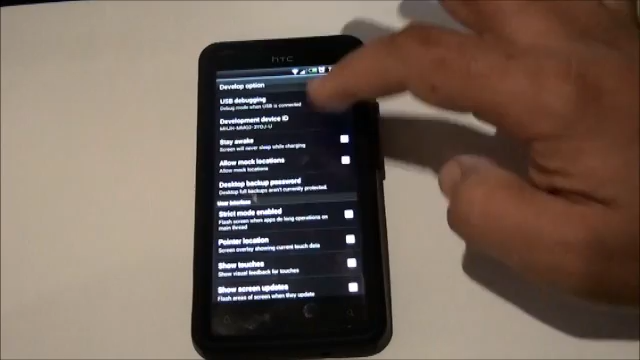 htc
Develop option
USB debugging
Debug mode when USB is connected
Development device ID
Stay awake
Screen will never sleep while charging
Allow mock locations
Allow mock locations
Desktop backup password
Desktop full backups aren't currently protected.
User interface
Strict mode enabled
Flash screen when apps do long operations on
main thread
Pointer location
Screen overlay showing current touch data
Show touches
Show visual feedback for touches
Show screen updates
Flash areas of screen when they update